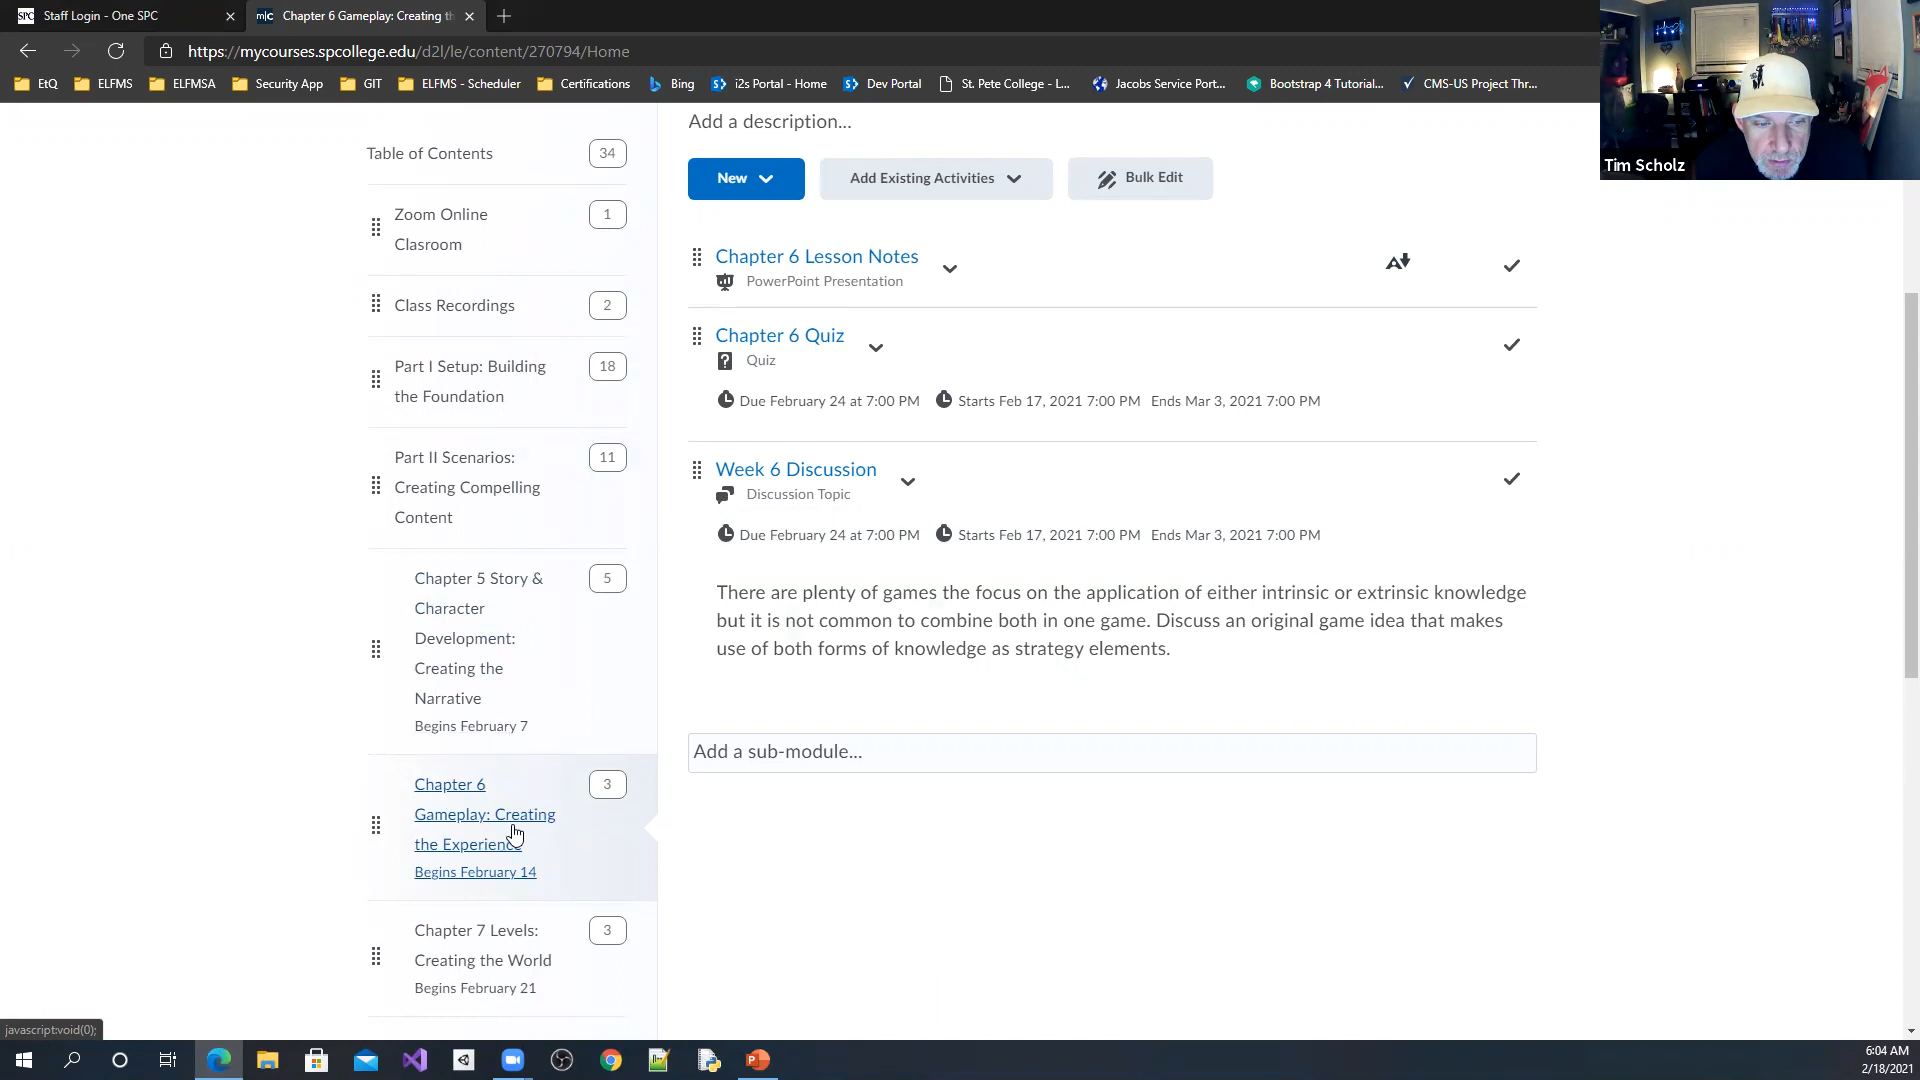 Staff Login - One SPC
Chapter 6 Gameplay: Creating th
https://mycourses.spcollege.edu/d2l/le/content/270794/Home
EtQ
ELFMS
ELFMSA
Security App
GIT
ELFMS - Scheduler
Certifications
Bing
i2s Portal - Home
Dev Portal
St. Pete College - L...
Jacobs Service Port...
Bootstrap 4 Tutorial...
CMS-US Project Thr...
Tim Scholz
Table of Contents
34
Zoom Online
Clasroom
1
Class Recordings
2
Part I Setup: Building
the Foundation
18
Part II Scenarios:
Creating Compelling
Content
11
Chapter 5 Story &
Character
Development:
Creating the
Narrative
Begins February 7
5
Chapter 6
Gameplay: Creating
the Experience
Begins February 14
3
Chapter 7 Levels:
Creating the World
Begins February 21
3
Add a description...
New
Add Existing Activities
Bulk Edit
Chapter 6 Lesson Notes
PowerPoint Presentation
Chapter 6 Quiz
Quiz
Due February 24 at 7:00 PM Starts Feb 17, 2021 7:00 PM Ends Mar 3, 2021 7:00 PM
Week 6 Discussion
Discussion Topic
Due February 24 at 7:00 PM Starts Feb 17, 2021 7:00 PM Ends Mar 3, 2021 7:00 PM
There are plenty of games the focus on the application of either intrinsic or extrinsic knowledge
but it is not common to combine both in one game. Discuss an original game idea that makes
use of both forms of knowledge as strategy elements.
Add a sub-module...
javascript:void(0);
6:04 AM
2/18/2021